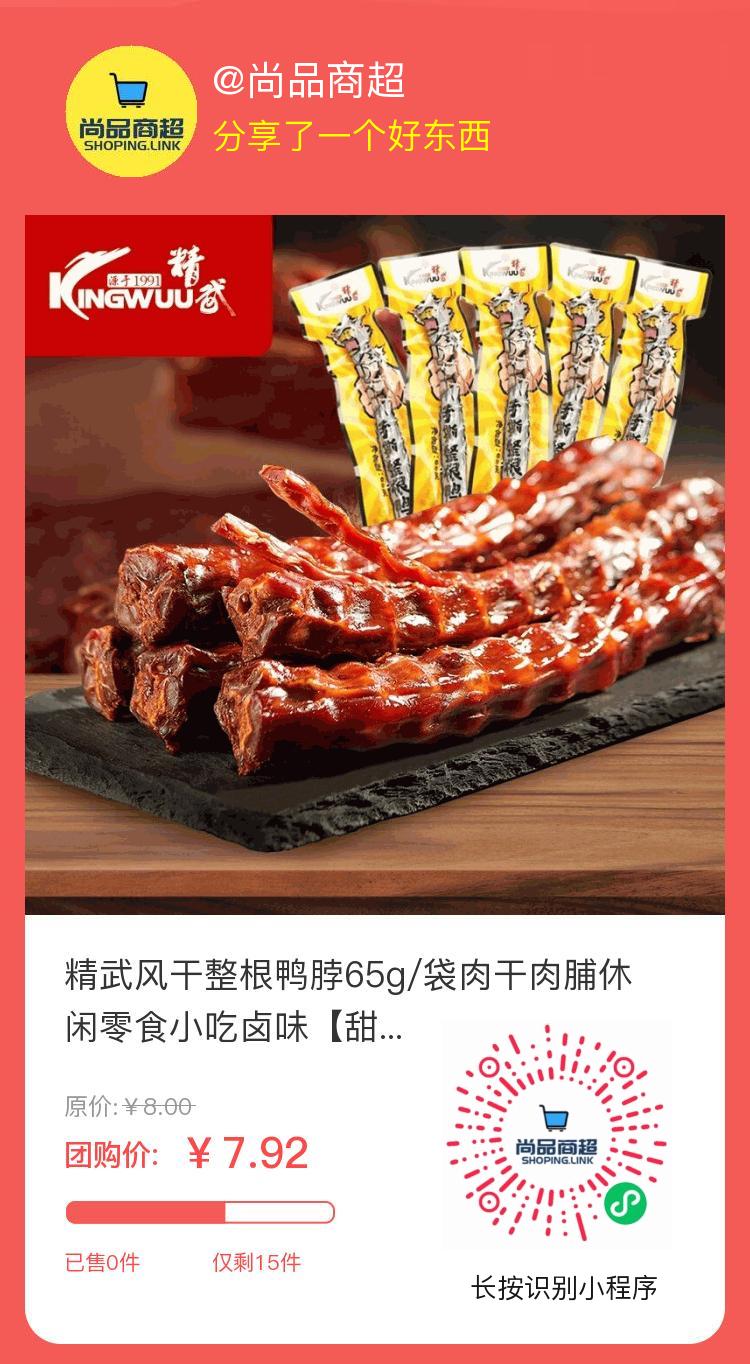 @尚品商超
分享了一个好东西
尚品商超
SHOPING.LINK
源于1991
精武
KINGWUU
精武风干整根鸭脖65g/袋肉干肉脯休
闲零食小吃卤味【甜...
原价:￥8.00
团购价: ￥7.92
已售0件 仅剩15件
尚品商超
SHOPING.LINK
长按识别小程序